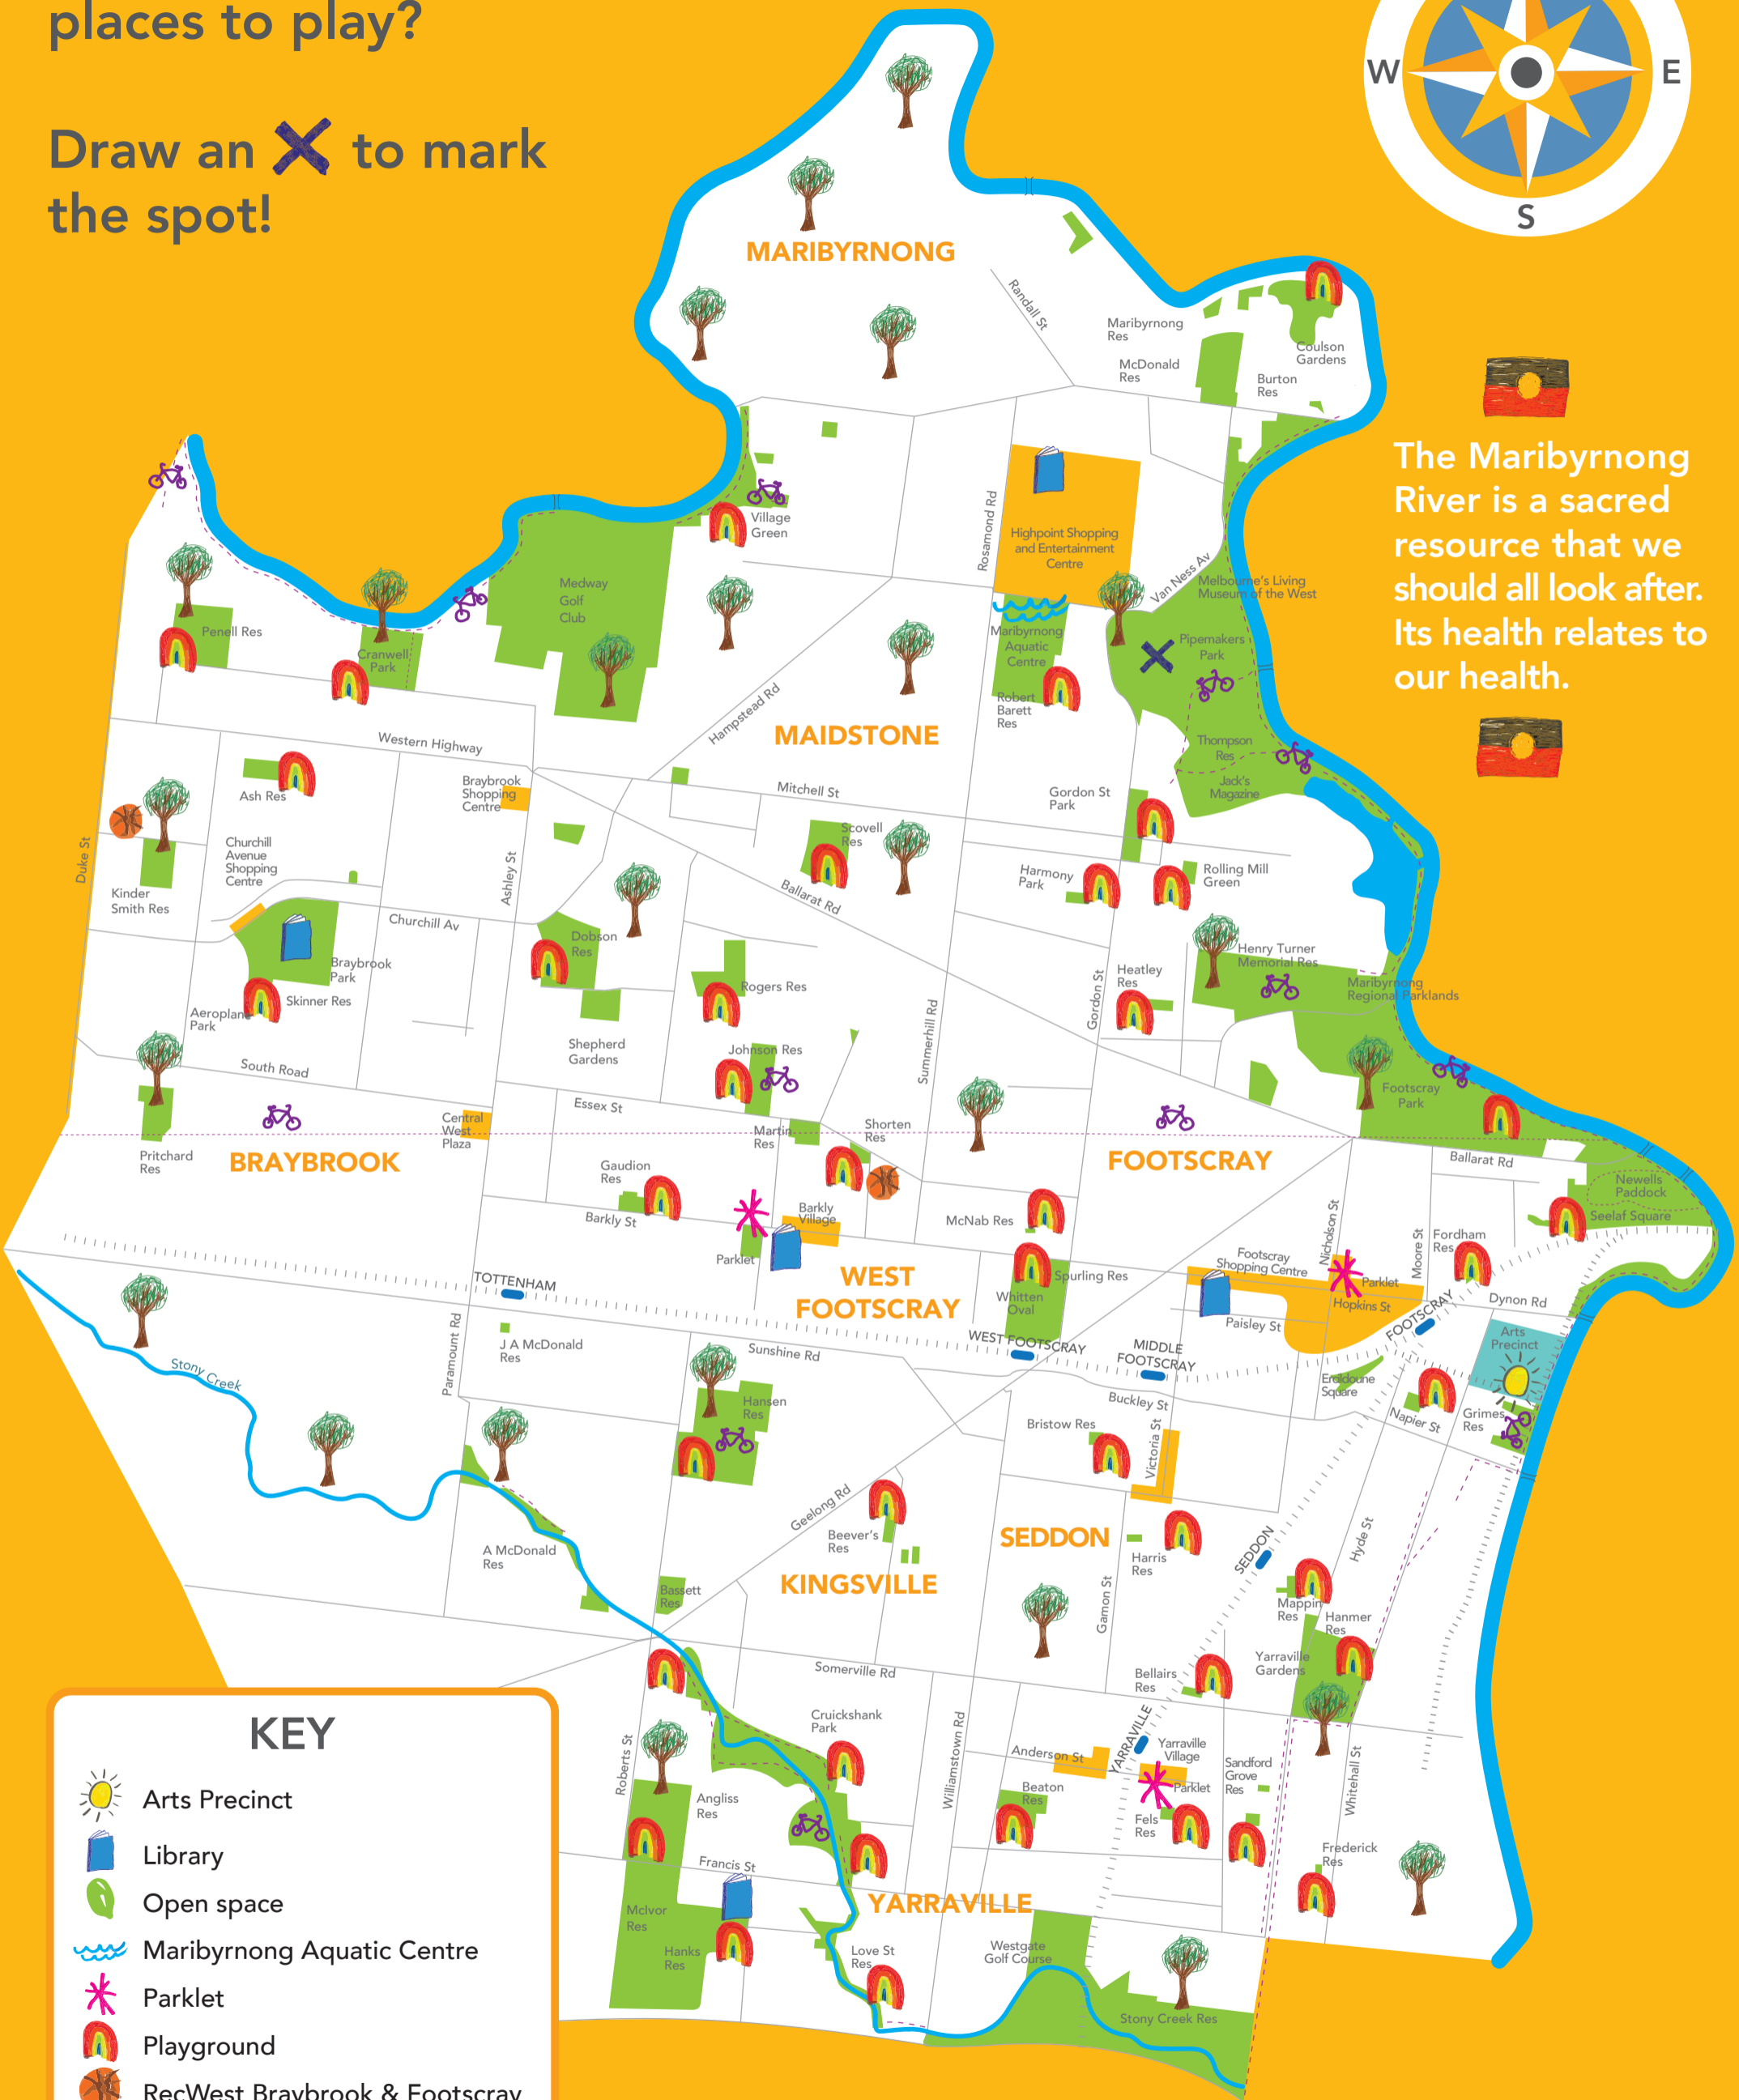 places to play?
Draw an
to mark
the spot!
W
E
S
MARIBYRNONG
Randall St
Maribyrnong
Res
McDonald
Res
Coulson
Gardens
Burton
Res
The Maribyrnong
River is a sacred
resource that we
should all look after.
Its health relates to
our health.
Village
Green
Rosamond Rd
Highpoint Shopping
and Entertainment
Centre
Van Ness Av
Melbourne's Living
Museum of the West
Medway
Golf
Club
Penell Res
Cranwell
Park
Maribyrnong
Aquatic
Centre
Pipemakers
Park
Robert
Barett
Res
Hampstead Rd
MAIDSTONE
Western Highway
Thompson
Res
Jack's
Magazine
Ash Res
Braybrook
Shopping
Centre
Mitchell St
Gordon St
Park
Duke St
Churchill
Avenue
Shopping
Centre
Ashley St
Scovell
Res
Ballarat Rd
Harmony
Park
Rolling Mill
Green
Kinder
Smith Res
Churchill Av
Dobson
Res
Henry Turner
Memorial Res
Braybrook
Park
Skinner Res
Aeroplane
Park
Rogers Res
Heatley
Res
Gordon St
Maribyrnong
Regional Parklands
Summerhill Rd
Shepherd
Gardens
Johnson Res
South Road
Footscray
Park
Essex St
Central
West
Plaza
Martin
Res
Shorten
Res
Pritchard
Res
BRAYBROOK
FOOTSCRAY
Ballarat Rd
Gaudion
Res
Newells
Paddock
Seelaf Square
Barkly St
Barkly
Village
McNab Res
Nicholson St
Moore St
Fordham
Res
Parklet
Footscray
Shopping Centre
Parklet
TOTTENHAM
WEST
FOOTSCRAY
Spurling Res
Whitten
Oval
Hopkins St
Paisley St
Dynon Rd
FOOTSCRAY
Arts
Precinct
WEST FOOTSCRAY
MIDDLE
FOOTSCRAY
Paramount Rd
J A McDonald
Res
Sunshine Rd
Stony Creek
Ercildoune
Square
Buckley St
Napier St
Grimes
Res
Hansen
Res
Bristow Res
Victoria St
Geelong Rd
Beever's
Res
SEDDON
SEDDON
Hyde St
A McDonald
Res
Harris
Res
KINGSVILLE
Bassett
Res
Gamon St
Mappin
Res
Hanmer
Res
Yarraville
Gardens
Somerville Rd
Bellairs
Res
KEY
Arts Precinct
Library
Open space
Maribyrnong Aquatic Centre
Parklet
Playground
RecWest Braybrook & Footscray
Cruickshank
Park
Roberts St
Williamstown Rd
Anderson St
YARRAVILLE
Yarraville
Village
Parklet
Sandford
Grove
Res
Whitehall St
Angliss
Res
Beaton
Res
Fels
Res
Frederick
Res
Francis St
YARRAVILLE
McIvor
Res
Hanks
Res
Love St
Res
Westgate
Golf Course
Stony Creek Res